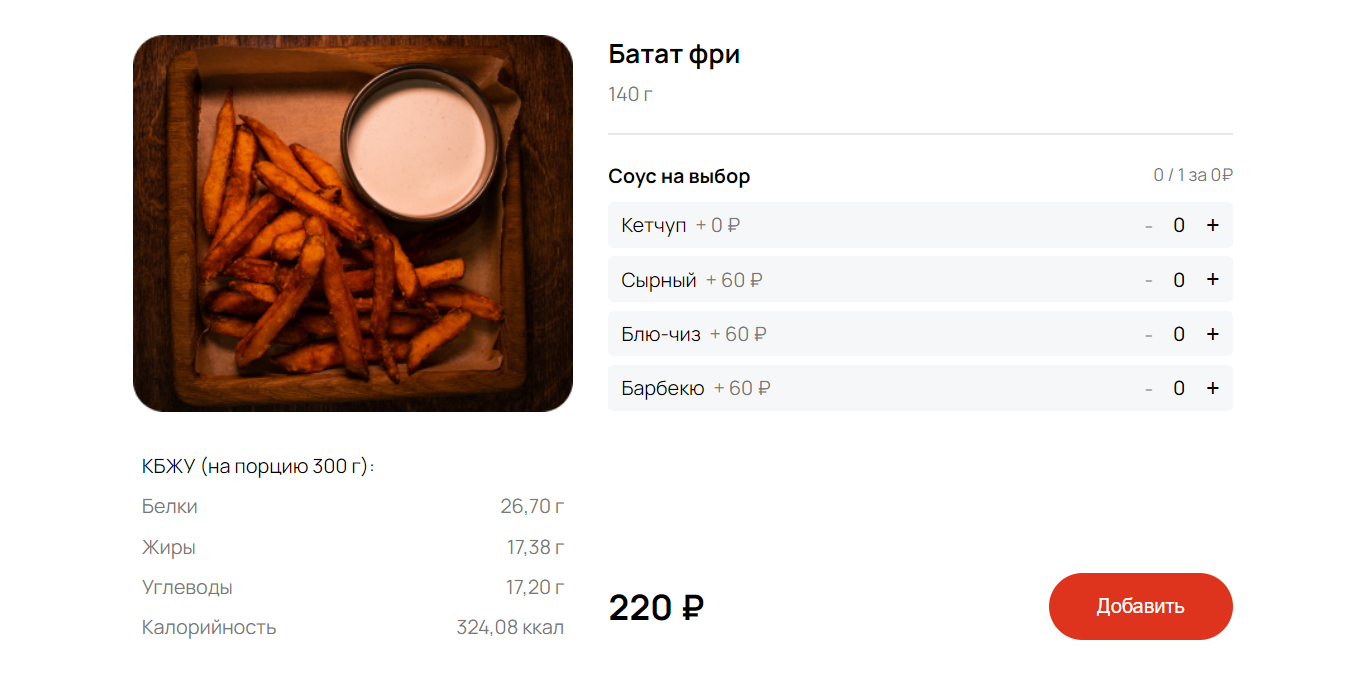 Батат фри
140 г
Соус на выбор 0 / 1 за 0₽
Кетчуп + 0 ₽ - 0 +
Сырный + 60 ₽ - 0 +
Блю-чиз + 60 ₽ - 0 +
Барбекю + 60 ₽ - 0 +
КБЖУ (на порцию 300 г):
Белки 26,70 г
Жиры 17,38 г
Углеводы 17,20 г
Калорийность 324,08 ккал
220 ₽ Добавить